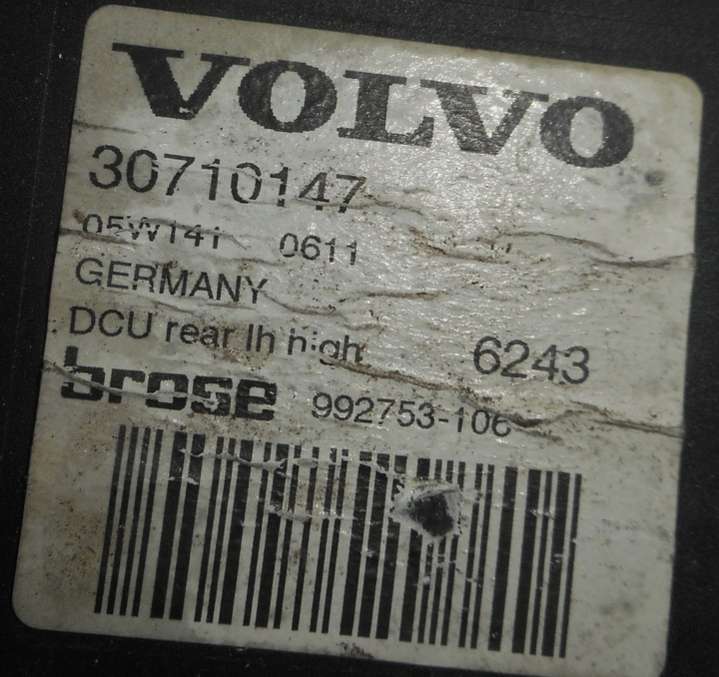 VOLVO
30710147
05W141 0611
GERMANY
DCU rear lh high 6243
brose 992753-106